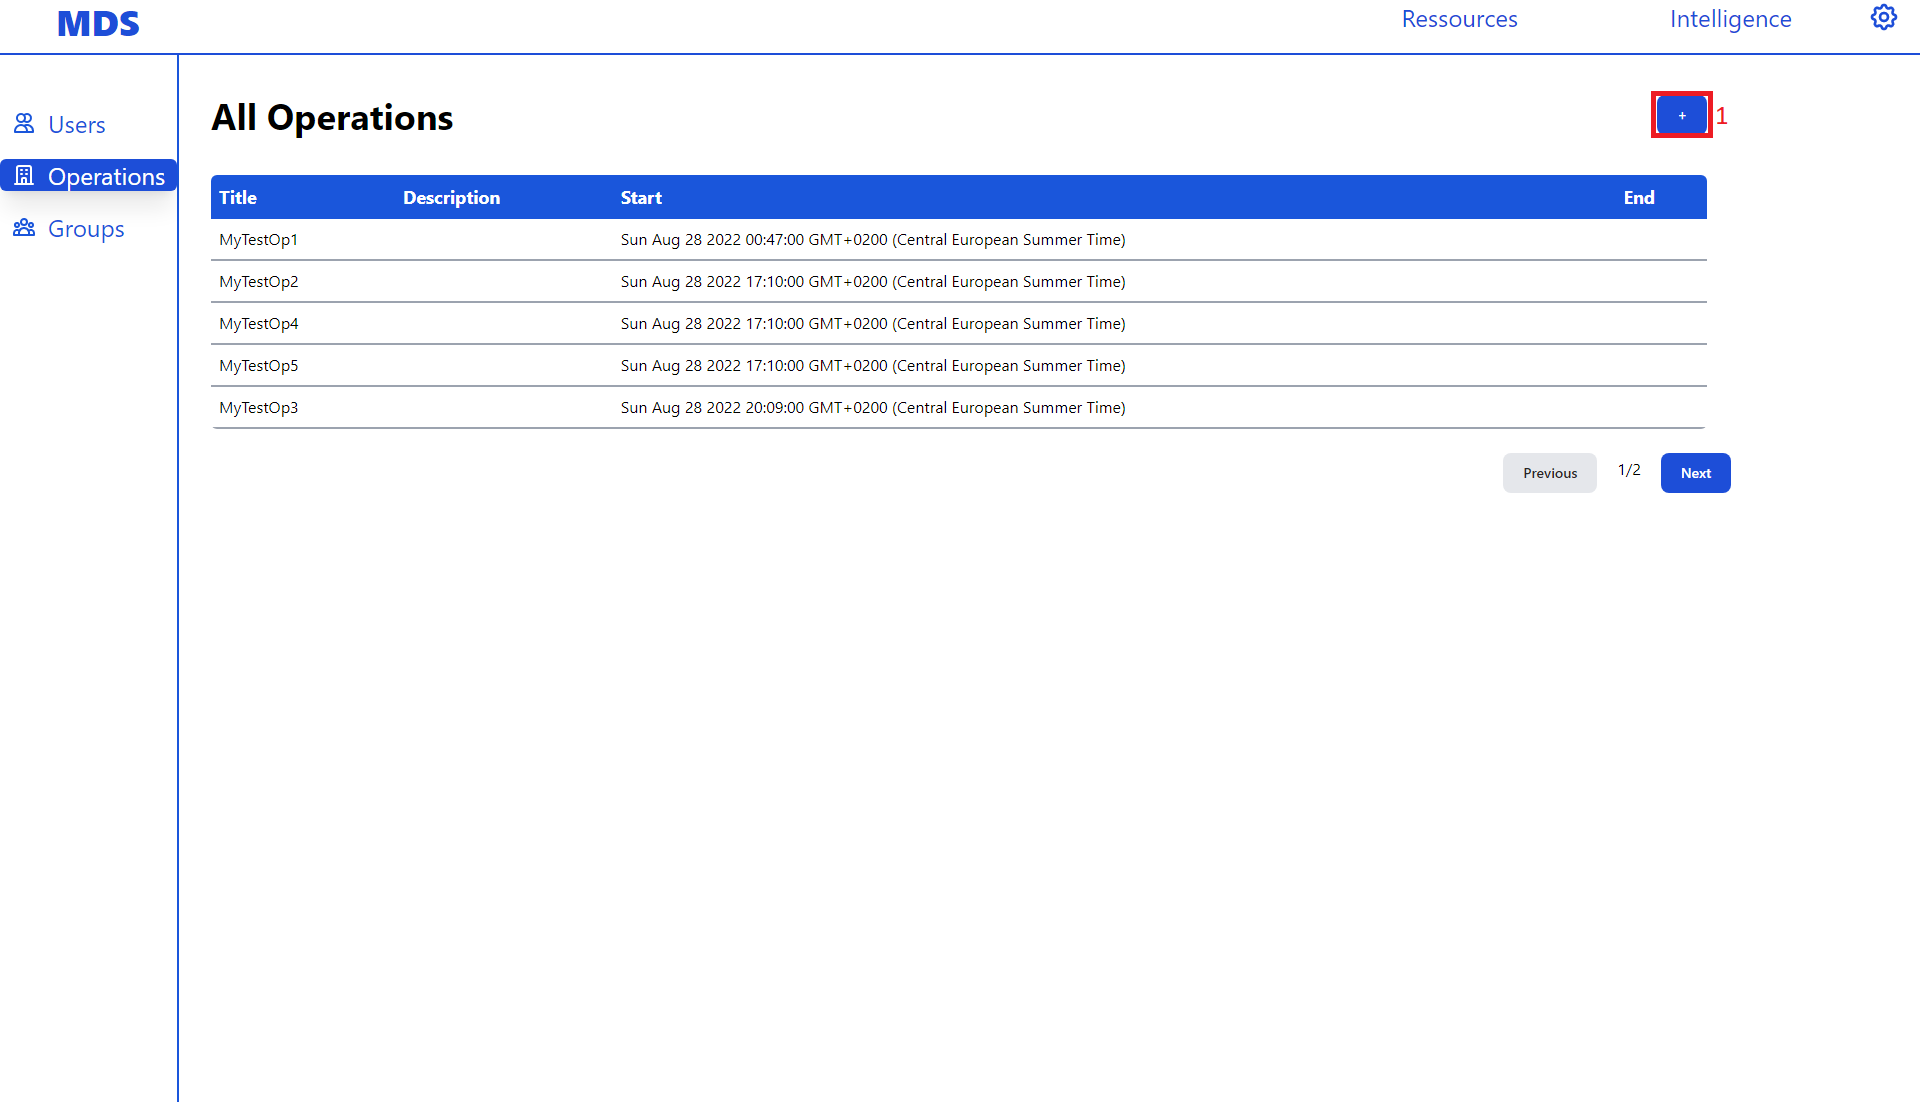 MDS Ressources Intelligence
Users
Operations
Groups
All Operations
+ 1
Title Description Start End
MyTestOp1 Sun Aug 28 2022 00:47:00 GMT+0200 (Central European Summer Time)
MyTestOp2 Sun Aug 28 2022 17:10:00 GMT+0200 (Central European Summer Time)
MyTestOp4 Sun Aug 28 2022 17:10:00 GMT+0200 (Central European Summer Time)
MyTestOp5 Sun Aug 28 2022 17:10:00 GMT+0200 (Central European Summer Time)
MyTestOp3 Sun Aug 28 2022 20:09:00 GMT+0200 (Central European Summer Time)
Previous 1/2 Next